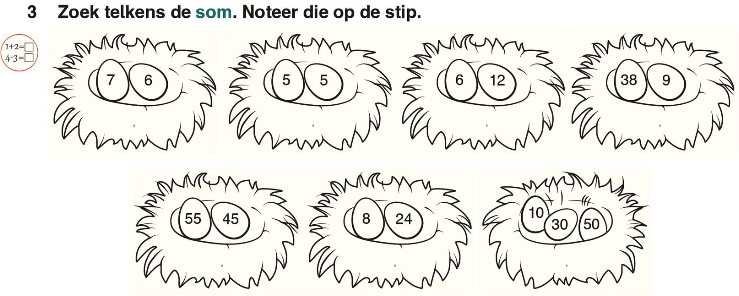 3 Zoek telkens de som. Noteer die op de stip.
1+2=
4-3=
7 6 5 5 6 12 38 9
55 45 8 24 10 30 50